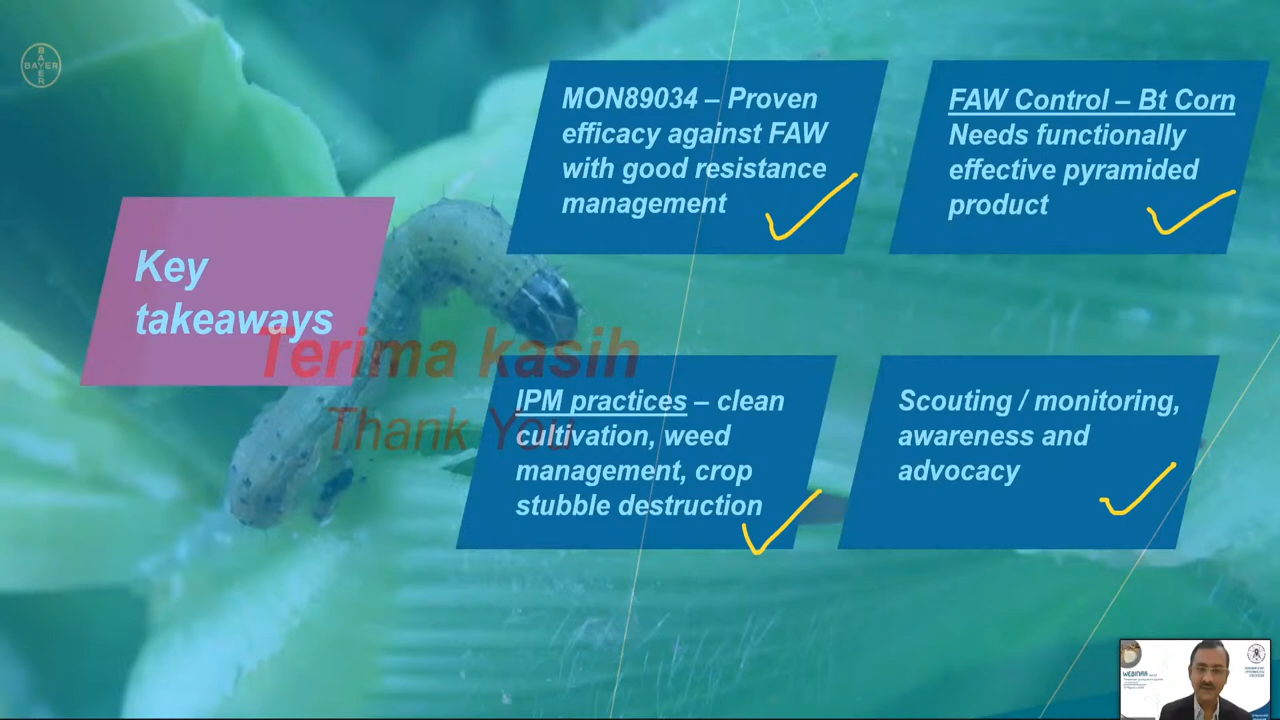 BAYER
BAYER
Key
takeaways
MON89034 – Proven
efficacy against FAW
with good resistance
management
FAW Control – Bt Corn
Needs functionally
effective pyramided
product
Terima kasih
Thank You
IPM practices – clean
cultivation, weed
management, crop
stubble destruction
Scouting / monitoring,
awareness and
advocacy
WEBINAR